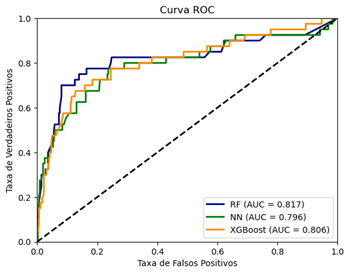 Curva ROC
Taxa de Verdadeiros Positivos
1.0
0.8
0.6
0.4
0.2
0.0
0.0 0.2 0.4 0.6 0.8 1.0
Taxa de Falsos Positivos
RF (AUC = 0.817)
NN (AUC = 0.796)
XGBoost (AUC = 0.806)